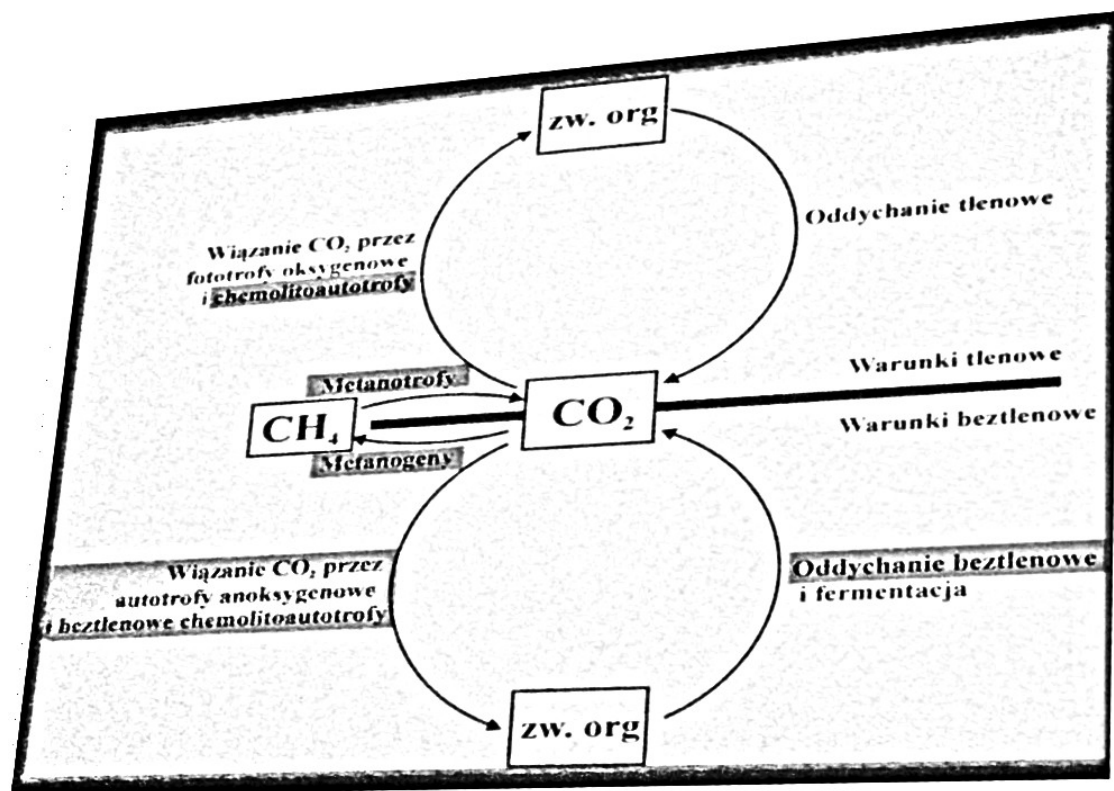 zw. org
Oddychanie tlenowe
Wiązanie CO₂ przez
fototrofy oksygenowe
i chemolitoautotrofy
Warunki tlenowe
Metanotrofy
CH₄
CO₂
Warunki beztlenowe
Metanogeny
Wiązanie CO₂ przez
autotrofy anoksygenowe
i beztlenowe chemolitoautotrofy
Oddychanie beztlenowe
i fermentacja
zw. org